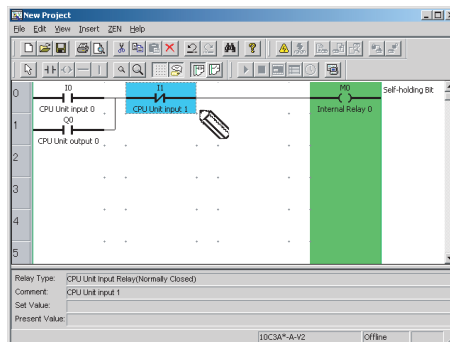 New Project
File Edit View Insert ZEN Help
0
I0
I1
M0
Self-holding Bit
CPU Unit input 0
CPU Unit input 1
Internal Relay 0
1
Q0
CPU Unit output 0
2
3
4
5
Relay Type: CPU Unit Input Relay(Normally Closed)
Comment: CPU Unit input 1
Set Value:
Present Value:
10C3A*-A-V2 Offline